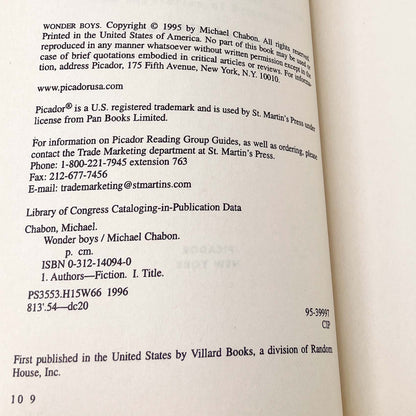 WONDER BOYS. Copyright © 1995 by Michael Chabon. All rights reserved.
Printed in the United States of America. No part of this book may be used or
reproduced in any manner whatsoever without written permission except in the
case of brief quotations embodied in critical articles or reviews. For informa-
tion, address Picador, 175 Fifth Avenue, New York, N.Y. 10010.
www.picadorusa.com
Picador® is a U.S. registered trademark and is used by St. Martin's Press under
license from Pan Books Limited.
For information on Picador Reading Group Guides, as well as ordering, please
contact the Trade Marketing department at St. Martin's Press.
Phone: 1-800-221-7945 extension 763
Fax: 212-677-7456
E-mail: trademarketing@stmartins.com
Library of Congress Cataloging-in-Publication Data
Chabon, Michael.
Wonder boys / Michael Chabon.
p. cm.
ISBN 0-312-14094-0
1. Authors—Fiction. I. Title.
PS3553.H15W66 1996
813'.54—dc20
95-39997
CIP
First published in the United States by Villard Books, a division of Random
House, Inc.
10 9